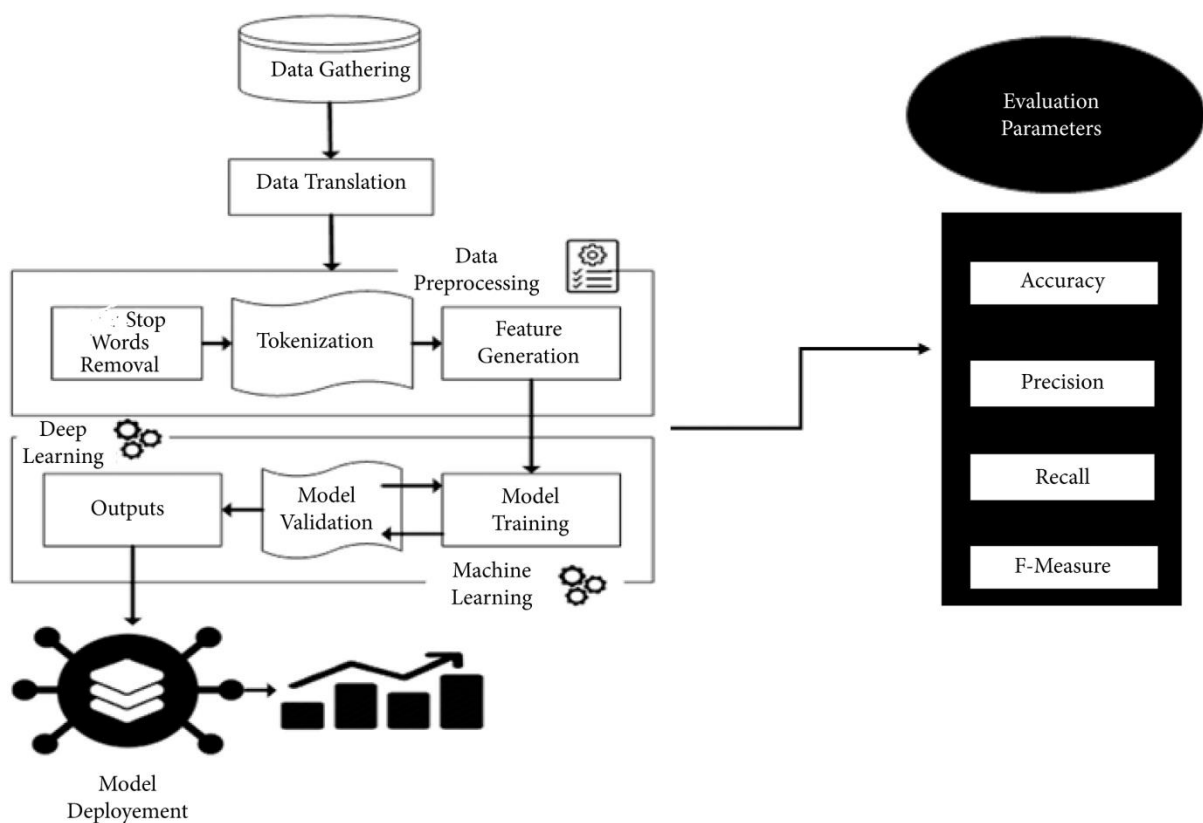 Data Gathering
Data Translation
Data
Preprocessing
Stop
Words
Removal
Tokenization
Feature
Generation
Deep
Learning
Outputs
Model
Validation
Model
Training
Machine
Learning
Model
Deployement
Evaluation
Parameters
Accuracy
Precision
Recall
F-Measure